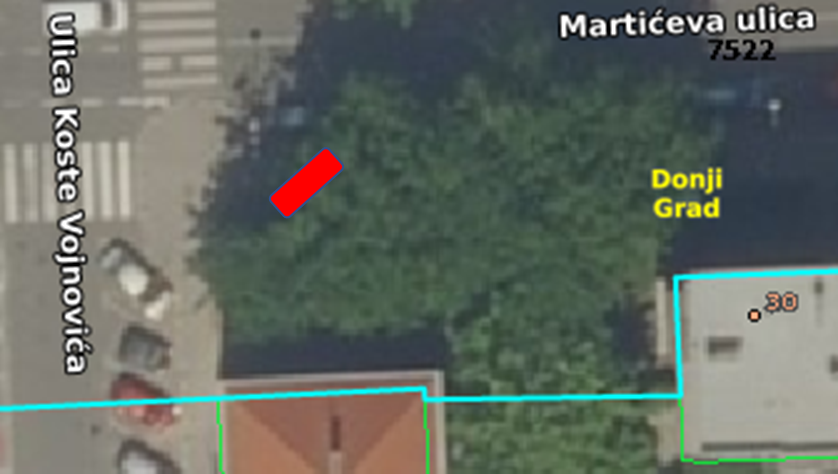 Martićeva ulica
7522
Ulica Koste Vojnovića
Donji
Grad
30